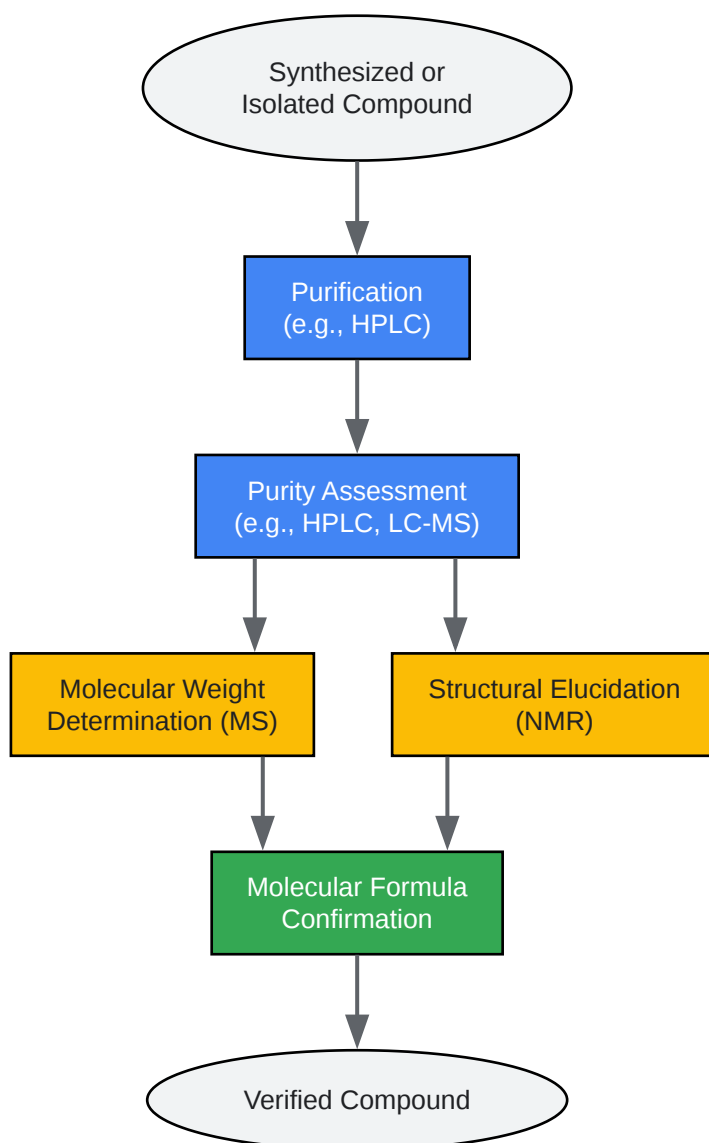 Synthesized or
Isolated Compound
Purification
(e.g., HPLC)
Purity Assessment
(e.g., HPLC, LC-MS)
Molecular Weight
Determination (MS)
Structural Elucidation
(NMR)
Molecular Formula
Confirmation
Verified Compound